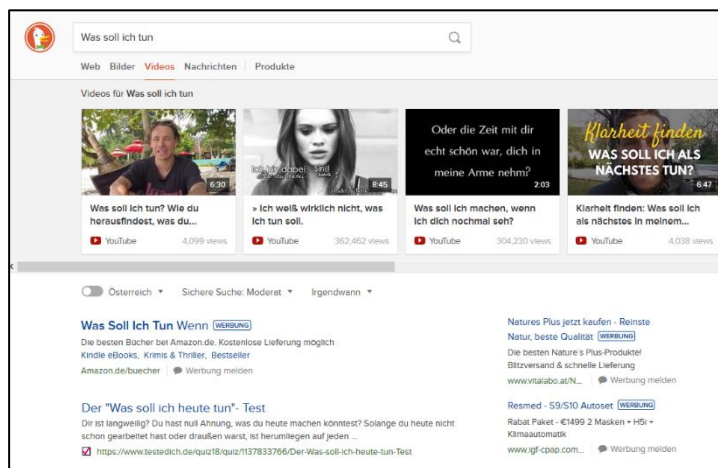 Was soll ich tun
Web Bilder Videos Nachrichten Produkte
Videos für Was soll ich tun
6:30
Was soll ich tun? Wie du
herausfindest, was du...
YouTube 4,099 views
Ich bin dabei
8:45
» Ich weiß wirklich nicht, was
ich tun soll.
YouTube 362,462 views
Oder die Zeit mit dir
echt schön war, dich in
meine Arme nehm?
2:03
Was soll ich machen, wenn
ich dich nochmal seh?
YouTube 304,230 views
Klarheit finden
WAS SOLL ICH ALS
NÄCHSTES TUN?
6:47
Klarheit finden: Was soll ich
als nächstes in meinem...
YouTube 4,038 views
Österreich Sichere Suche: Moderat Irgendwann
Was Soll Ich Tun Wenn WERBUNG
Die besten Bücher bei Amazon.de. Kostenlose Lieferung möglich
Kindle eBooks, Krimis & Thriller, Bestseller
Amazon.de/buecher Werbung melden
Der "Was soll ich heute tun"- Test
Dir ist langweilig? Du hast null Ahnung, was du heute machen könntest? Solange du heute nicht
schon gearbeitet hast oder draußen warst, ist herumliegen auf jeden ...
https://www.testedich.de/quiz18/quiz/1137833766/Der-Was-soll-ich-heute-tun-Test
Natures Plus jetzt kaufen - Reinste
Natur, beste Qualität WERBUNG
Die besten Nature's Plus-Produkte!
Blitzversand & schnelle Lieferung
www.vitalabo.at/N... Werbung melden
Resmed - S9/S10 Autoset WERBUNG
Rabat Paket - €1499 2 Masken + H5i +
Klimaautomatik
www.igf-cpap.com... Werbung melden